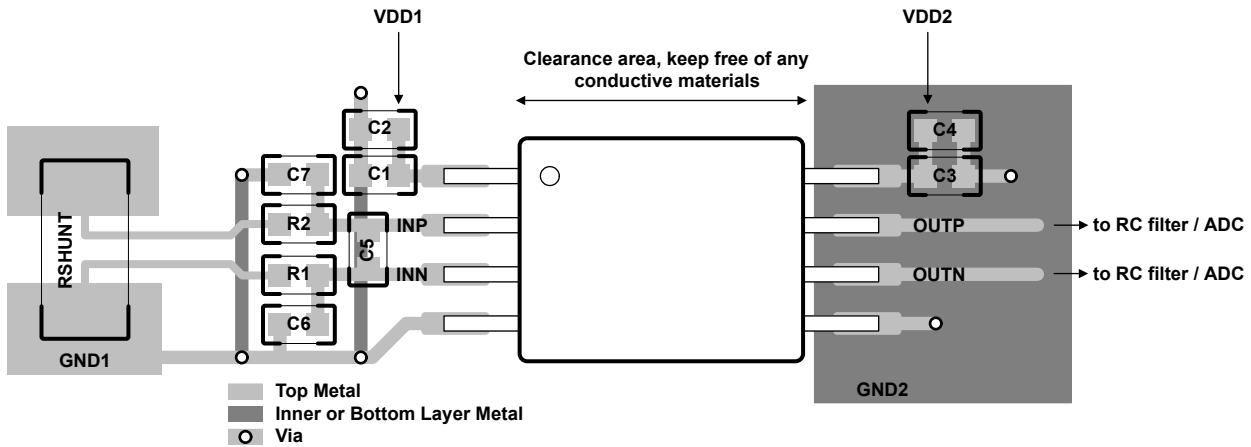 VDD1
VDD2
Clearance area, keep free of any
conductive materials
C2
C4
C7
C1
C3
RSHUNT
R2
C5
INP
OUTP
to RC filter / ADC
R1
INN
OUTN
to RC filter / ADC
C6
GND1
GND2
Top Metal
Inner or Bottom Layer Metal
Via